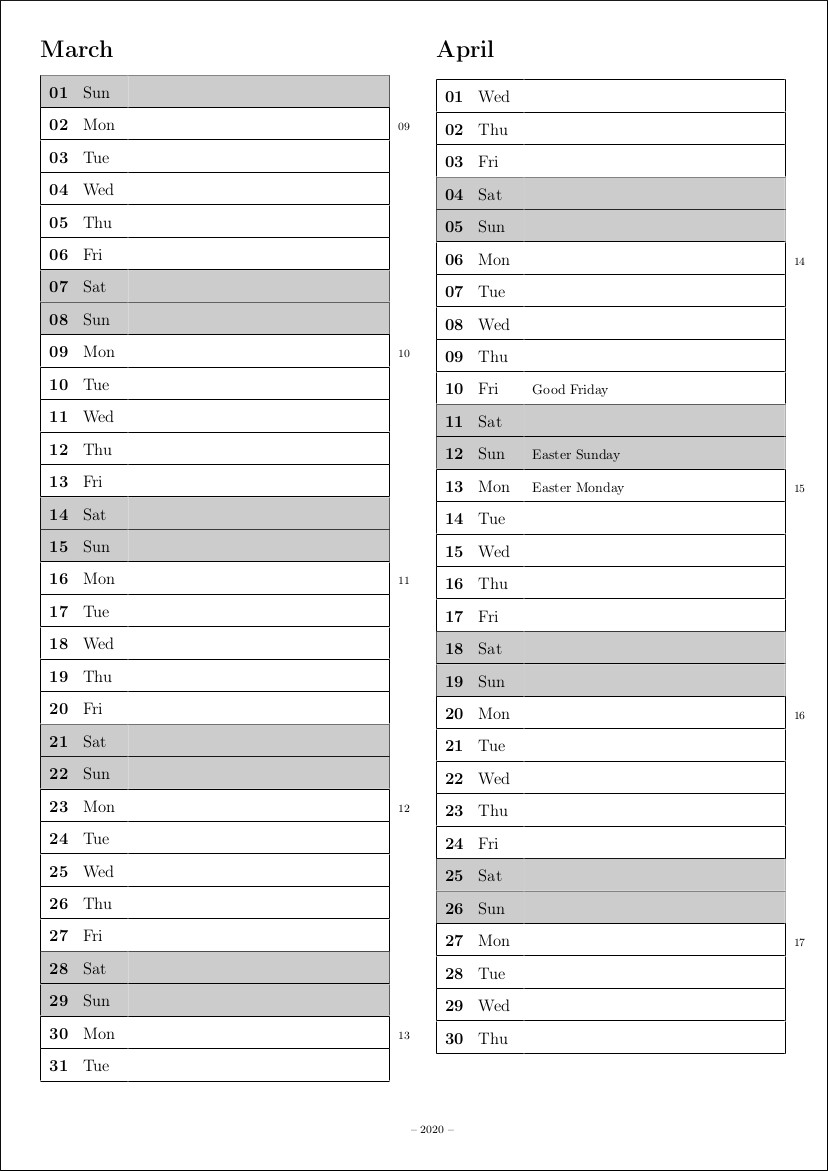 March
01 Sun
02 Mon 09
03 Tue
04 Wed
05 Thu
06 Fri
07 Sat
08 Sun
09 Mon 10
10 Tue
11 Wed
12 Thu
13 Fri
14 Sat
15 Sun
16 Mon 11
17 Tue
18 Wed
19 Thu
20 Fri
21 Sat
22 Sun
23 Mon 12
24 Tue
25 Wed
26 Thu
27 Fri
28 Sat
29 Sun
30 Mon 13
31 Tue
April
01 Wed
02 Thu
03 Fri
04 Sat
05 Sun
06 Mon 14
07 Tue
08 Wed
09 Thu
10 Fri Good Friday
11 Sat
12 Sun Easter Sunday
13 Mon Easter Monday 15
14 Tue
15 Wed
16 Thu
17 Fri
18 Sat
19 Sun
20 Mon 16
21 Tue
22 Wed
23 Thu
24 Fri
25 Sat
26 Sun
27 Mon 17
28 Tue
29 Wed
30 Thu
– 2020 –